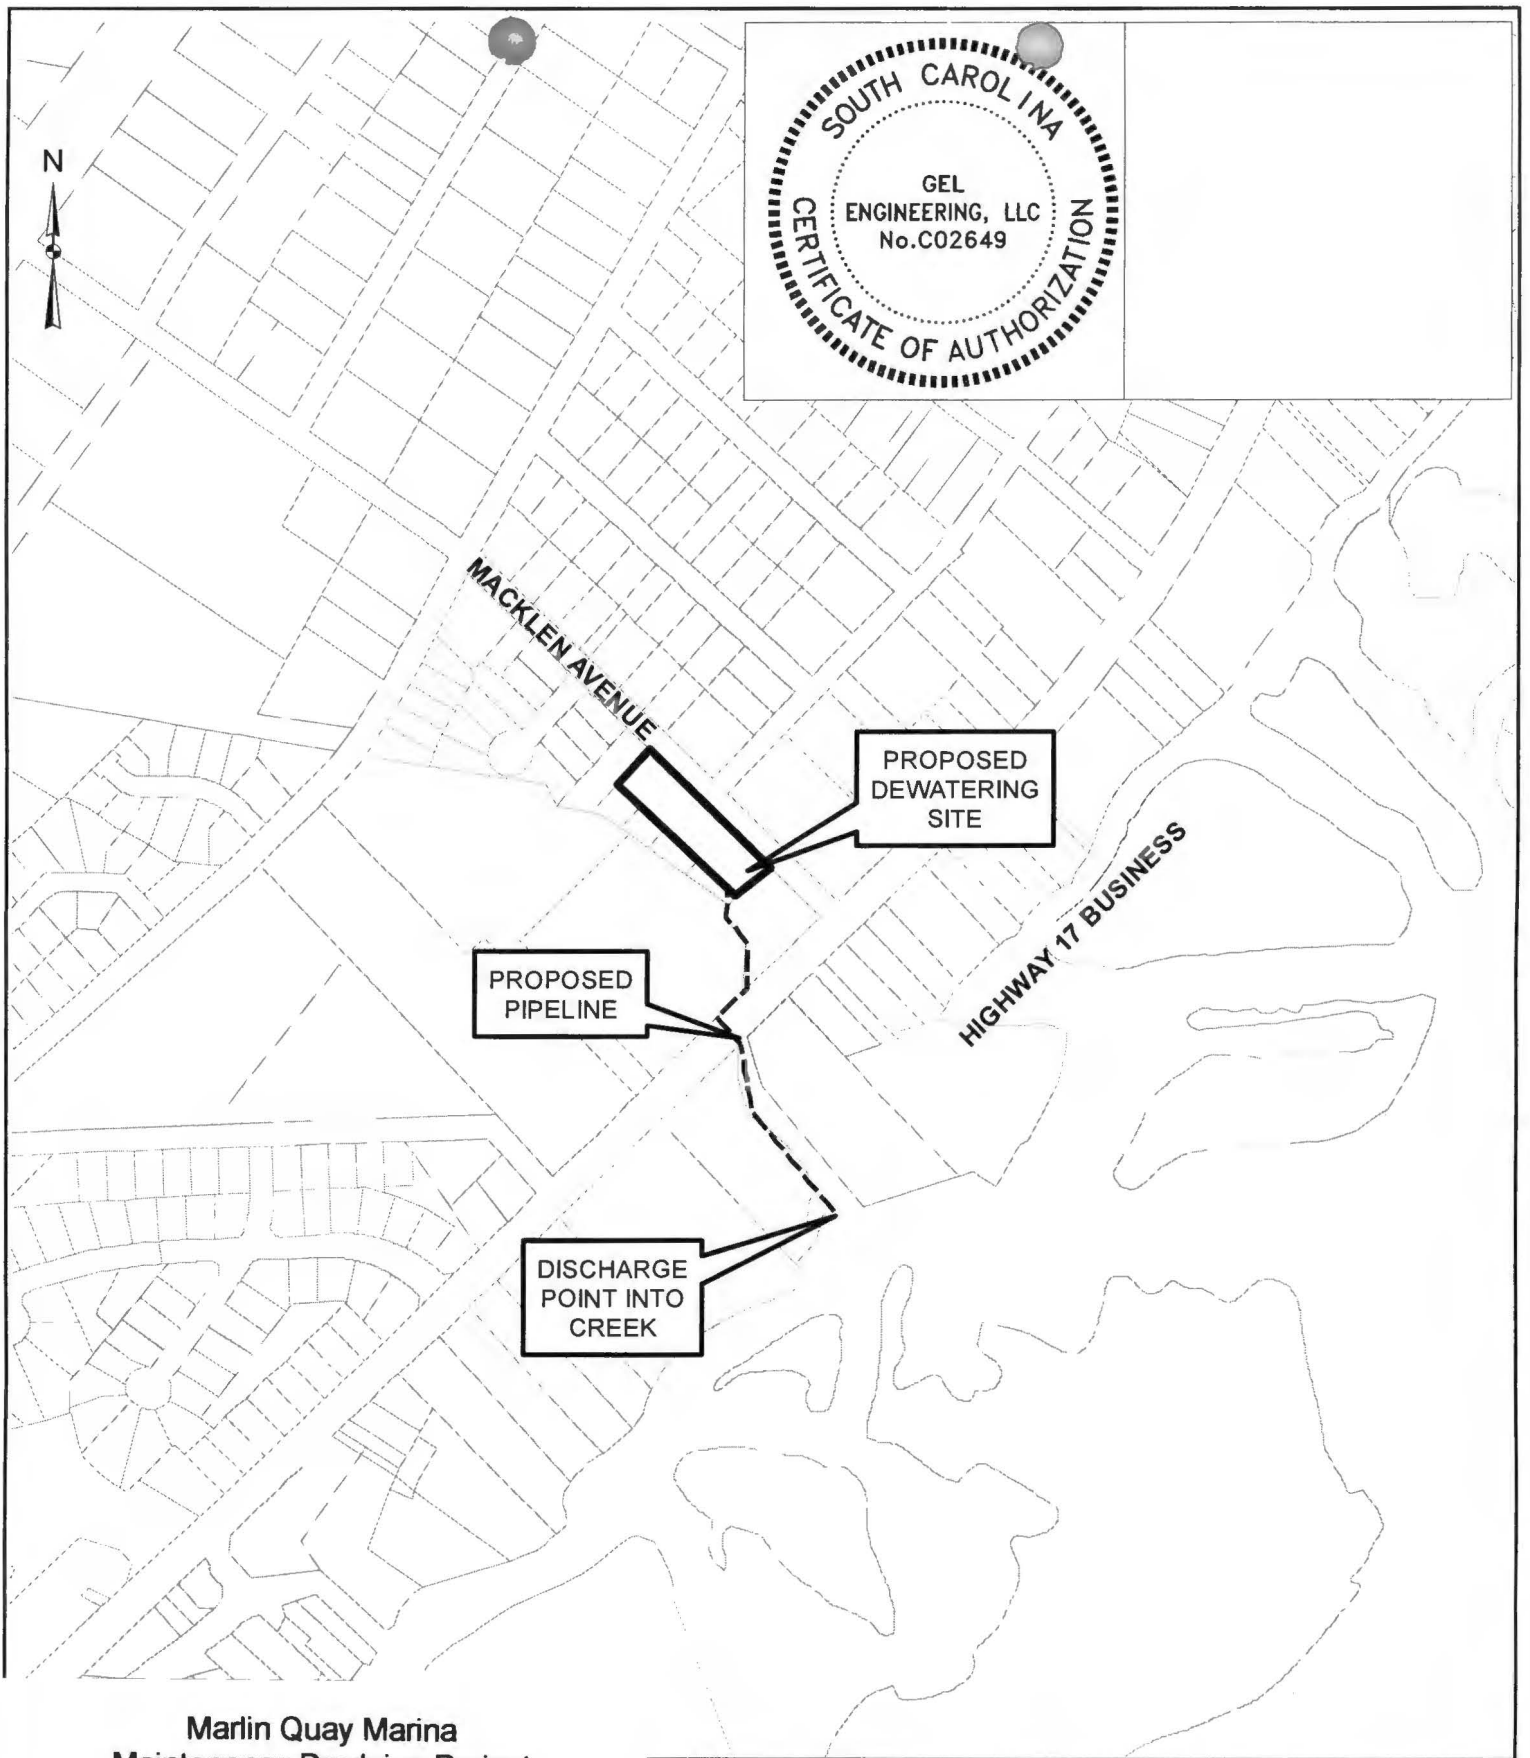 N
SOUTH CAROLINA
GEL
ENGINEERING, LLC
No.C02649
CERTIFICATE OF AUTHORIZATION
MACKLEN AVENUE
PROPOSED
DEWATERING
SITE
HIGHWAY 17 BUSINESS
PROPOSED
PIPELINE
DISCHARGE
POINT INTO
CREEK
Marlin Quay Marina